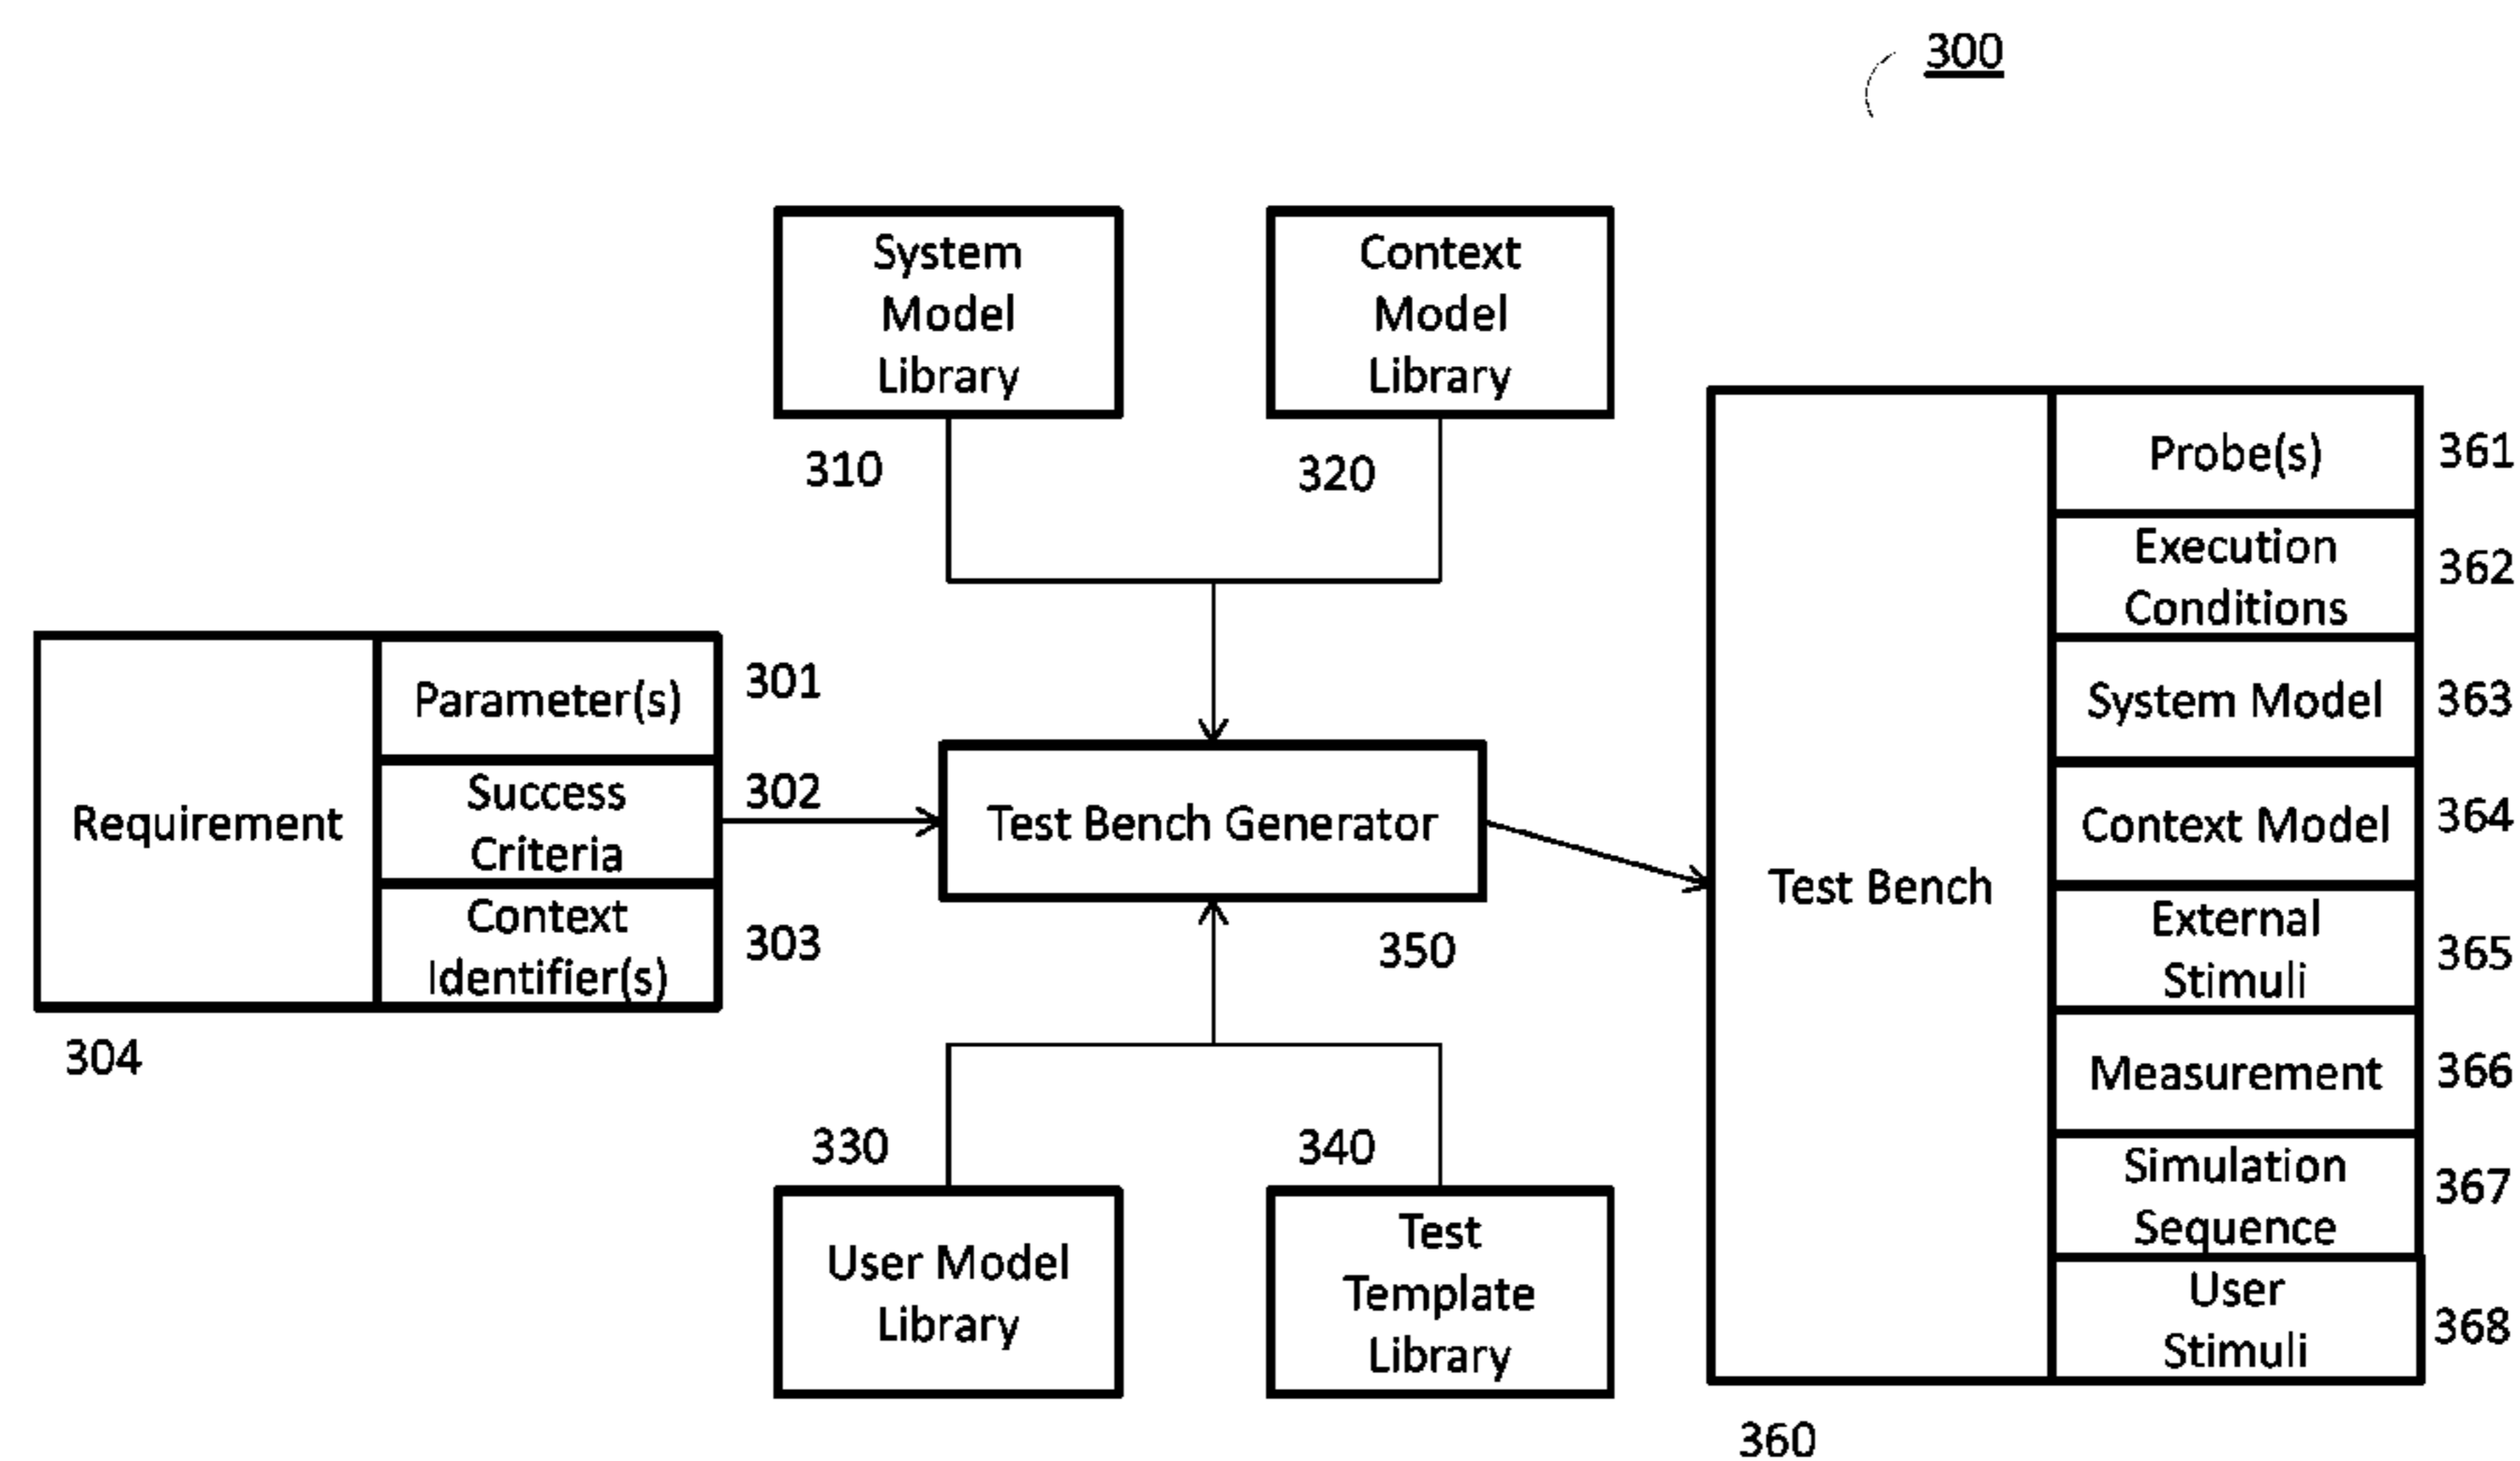 300
System
Model
Library
310
Context
Model
Library
320
Requirement
304
Parameter(s)
301
Success
Criteria
302
Context
Identifier(s)
303
Test Bench Generator
350
330
User Model
Library
340
Test
Template
Library
Test Bench
360
Probe(s)
361
Execution
Conditions
362
System Model
363
Context Model
364
External
Stimuli
365
Measurement
366
Simulation
Sequence
367
User
Stimuli
368